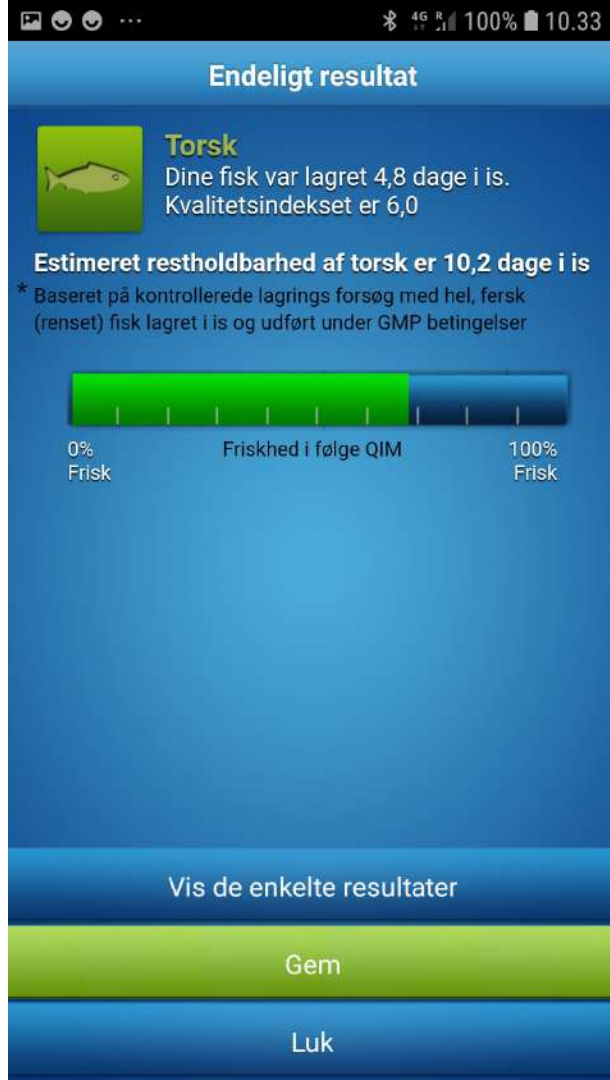 4G R 100% 10.33
Endeligt resultat
Torsk
Dine fisk var lagret 4,8 dage i is.
Kvalitetsindekset er 6,0
Estimeret restholdbarhed af torsk er 10,2 dage i is
* Baseret på kontrollerede lagrings forsøg med hel, fersk
(renset) fisk lagret i is og udført under GMP betingelser
0% Friskhed i følge QIM 100%
Frisk Frisk
Vis de enkelte resultater
Gem
Luk